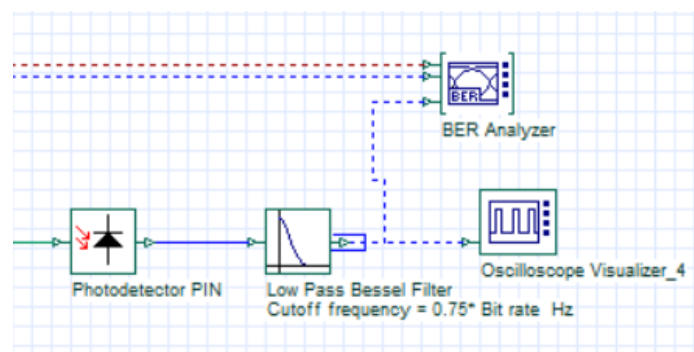 BER
BER Analyzer
Oscilloscope Visualizer_4
Photodetector PIN
Low Pass Bessel Filter
Cutoff frequency = 0.75* Bit rate Hz